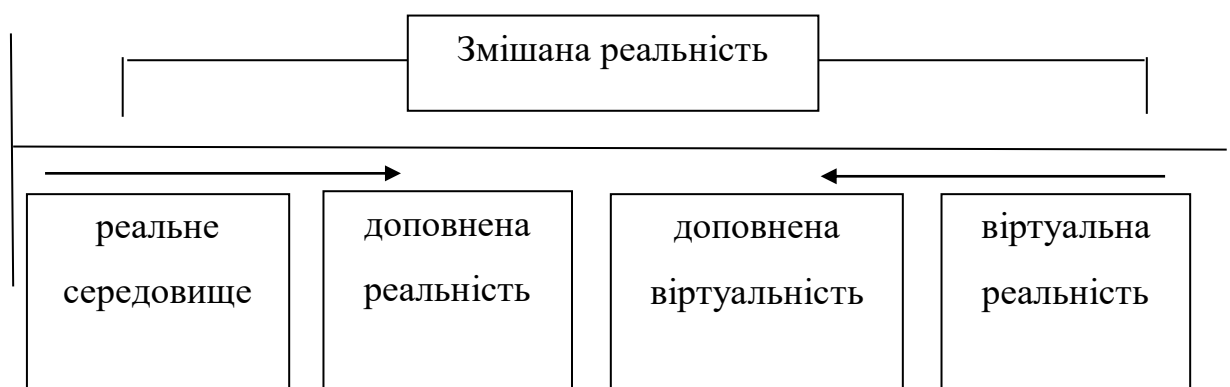 Змішана реальність
реальне
середовище
доповнена
реальність
доповнена
віртуальність
віртуальна
реальність